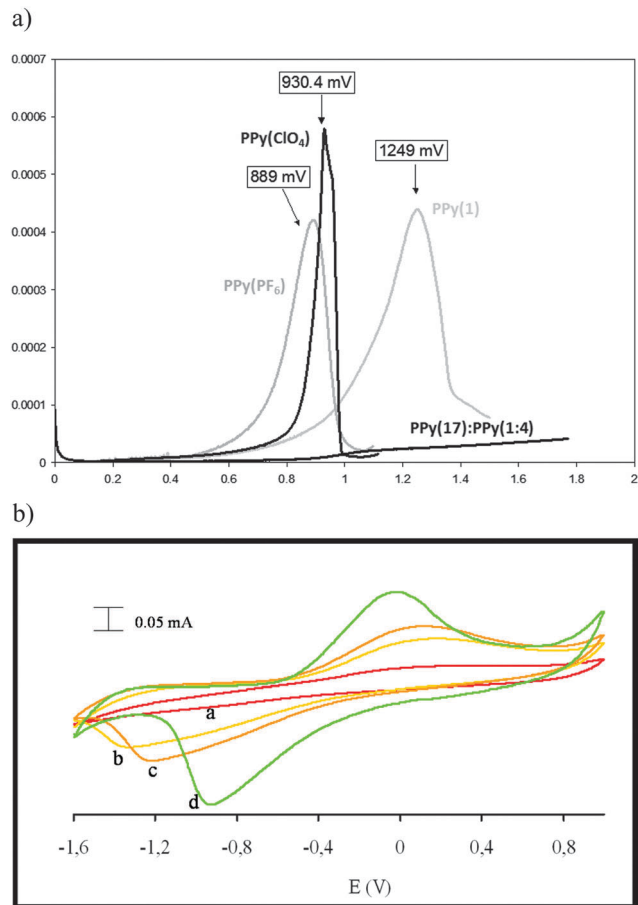 a)
0.0007
0.0006
0.0005
0.0004
0.0003
0.0002
0.0001
0
930.4 mV
PPy(ClO₄)
1249 mV
889 mV
PPy(1)
PPy(PF₆)
PPy(17):PPy(1:4)
0 0.2 0.4 0.6 0.8 1 1.2 1.4 1.6 1.8 2
b)
0.05 mA
a
b c
d
-1,6 -1,2 -0,8 -0,4 0 0,4 0,8
E (V)